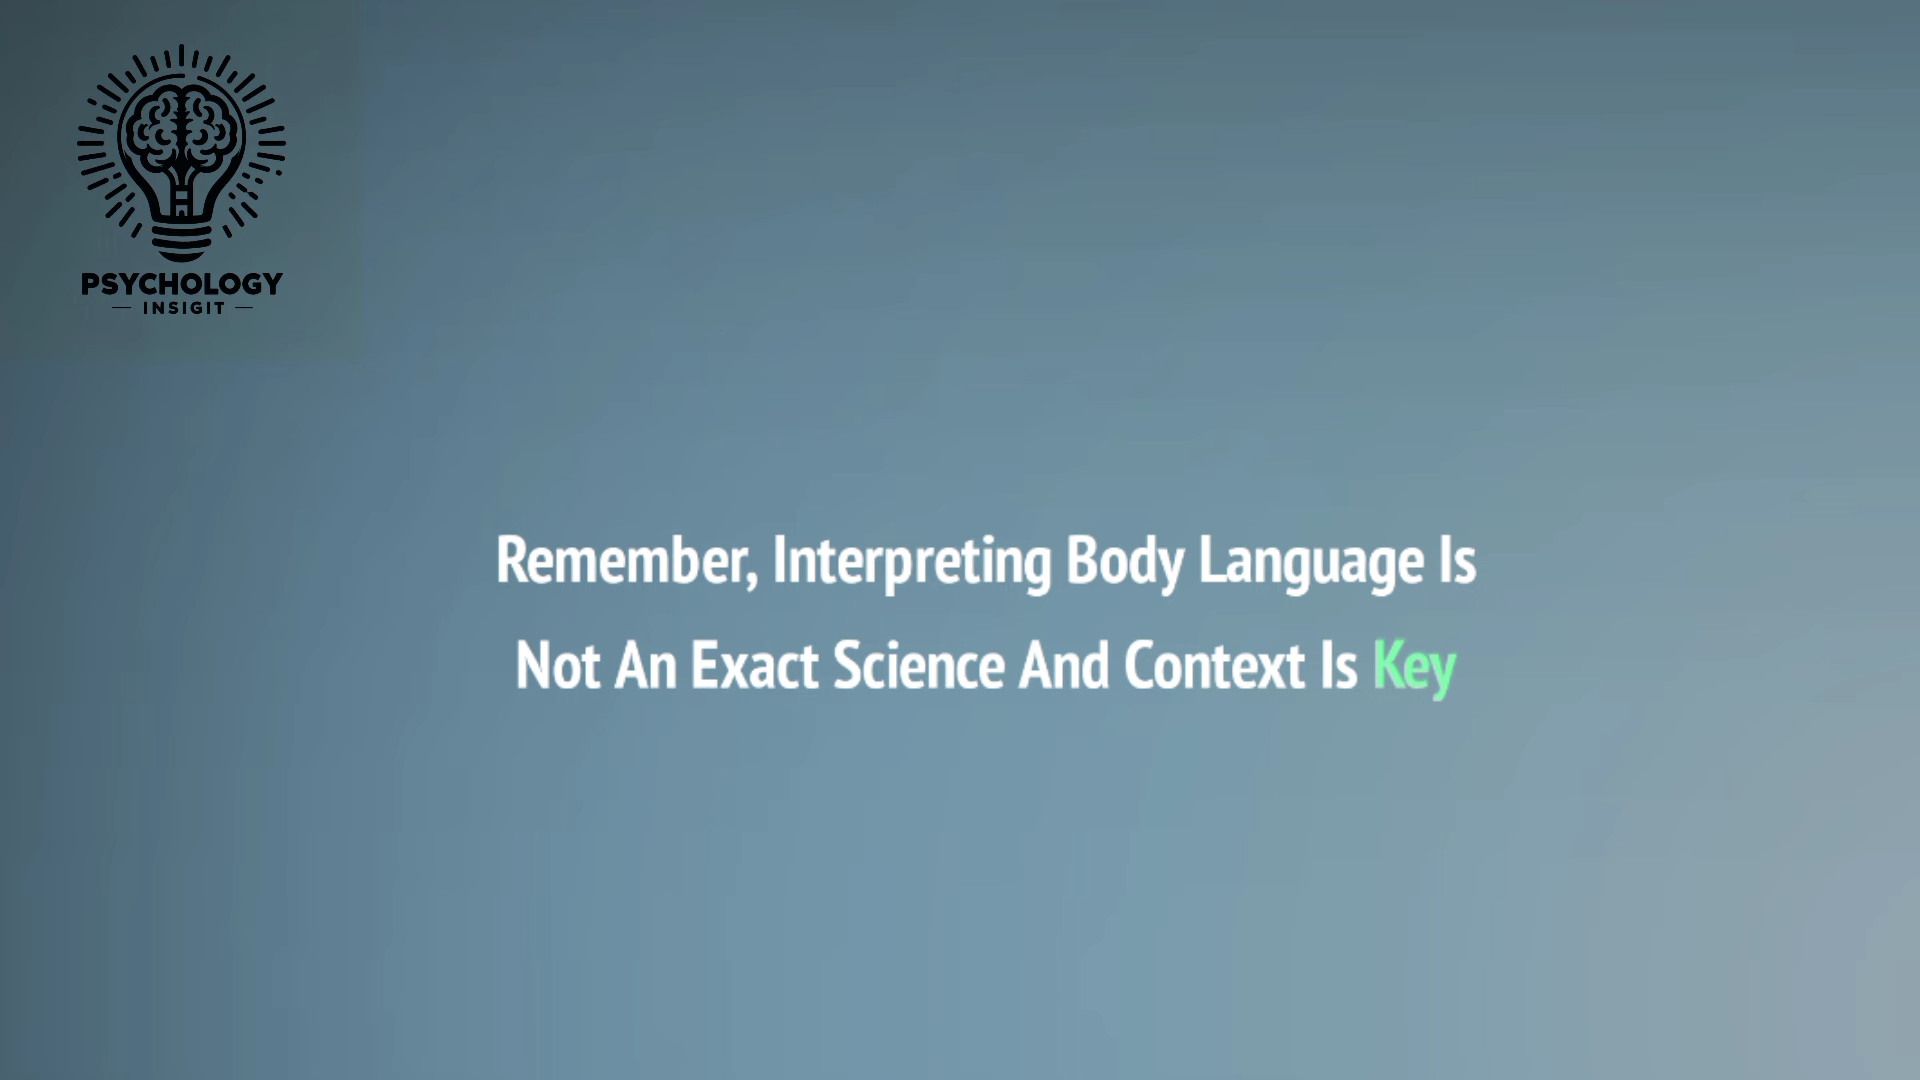 PSYCHOLOGY
INSIGIT
Remember, Interpreting Body Language Is
Not An Exact Science And Context Is Key